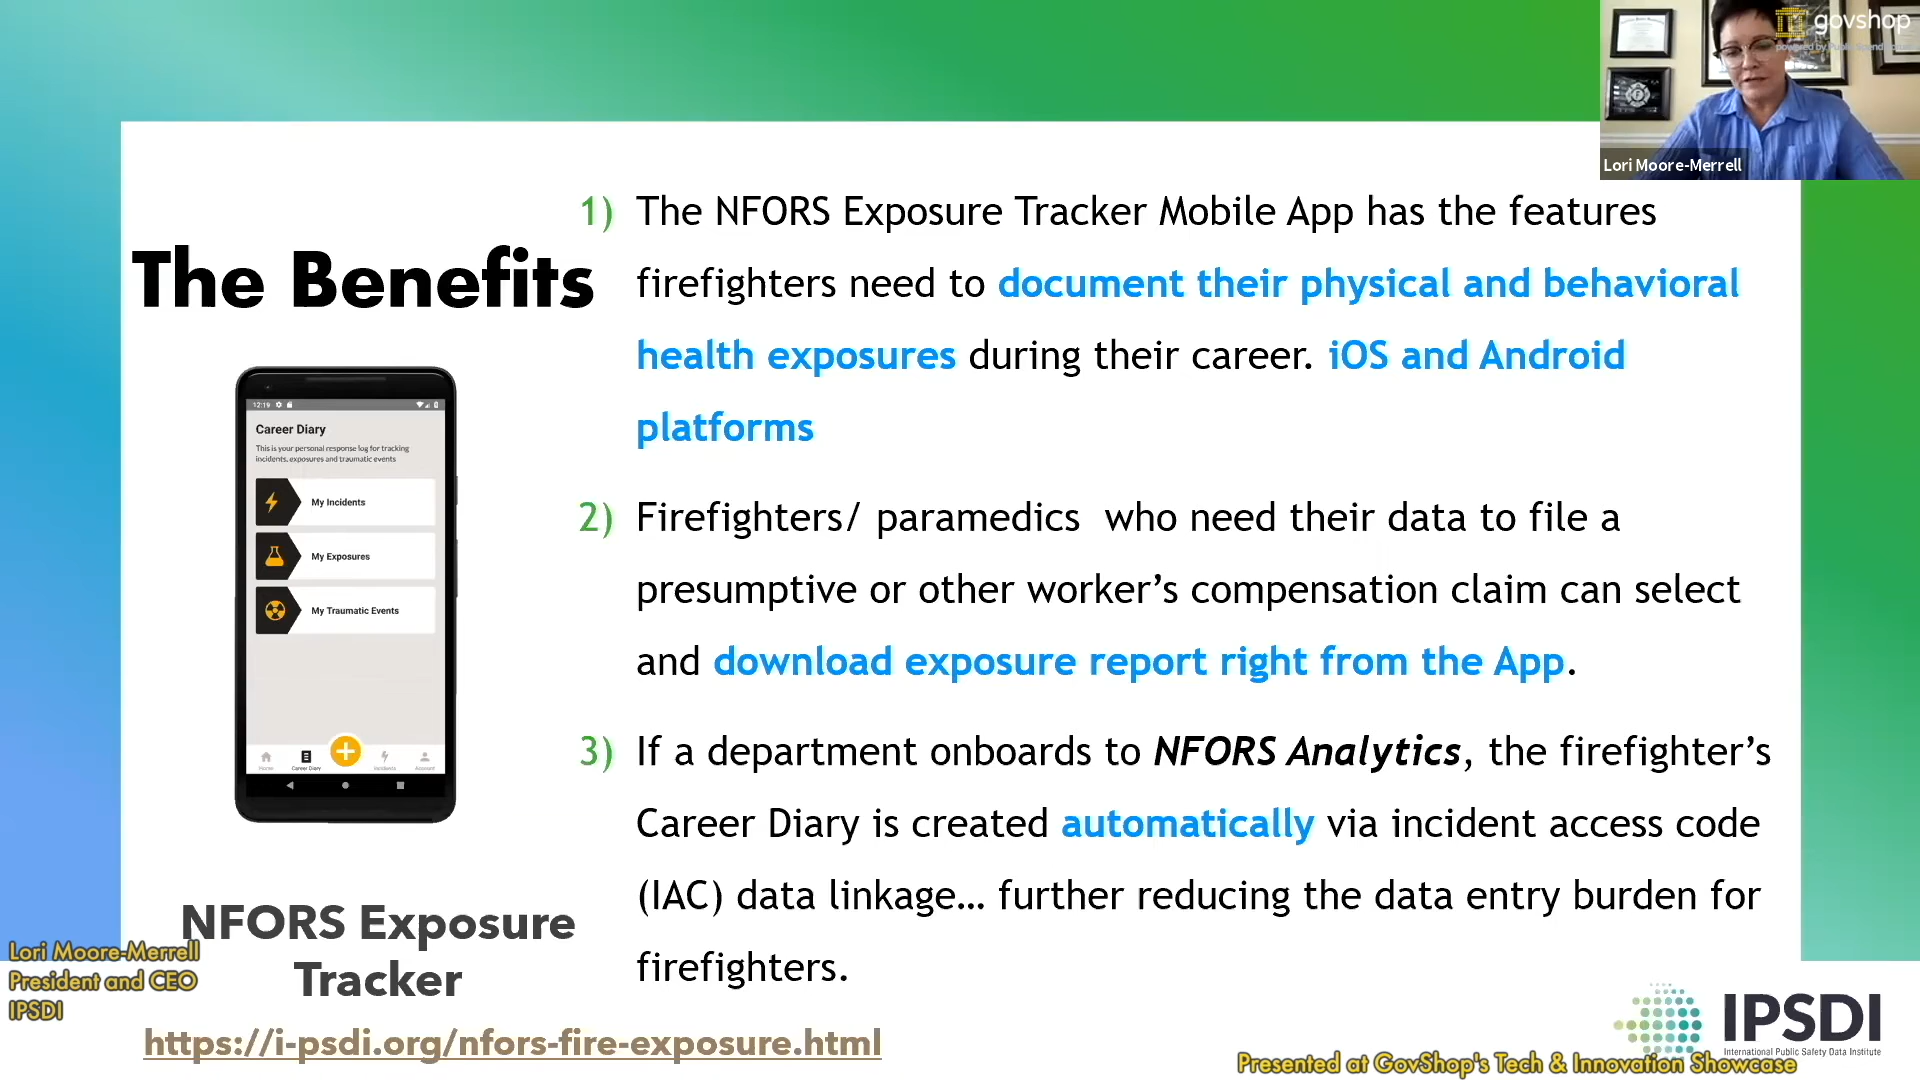 govshop
Lori Moore-Merrell
The Benefits
1) The NFORS Exposure Tracker Mobile App has the features
firefighters need to document their physical and behavioral
health exposures during their career. iOS and Android
platforms
2) Firefighters/ paramedics who need their data to file a
presumptive or other worker’s compensation claim can select
and download exposure report right from the App.
3) If a department onboards to NFORS Analytics, the firefighter’s
Career Diary is created automatically via incident access code
(IAC) data linkage… further reducing the data entry burden for
firefighters.
12:19
Career Diary
This is your personal response log for tracking
incidents, exposures and traumatic events
My Incidents
My Exposures
My Traumatic Events
Home
Career Diary
Incidents
Account
NFORS Exposure
Tracker
https://i-psdi.org/nfors-fire-exposure.html
Lori Moore-Merrell
President and CEO
IPSDI
IPSDI
International Public Safety Data Institute
Presented at GovShop's Tech & Innovation Showcase